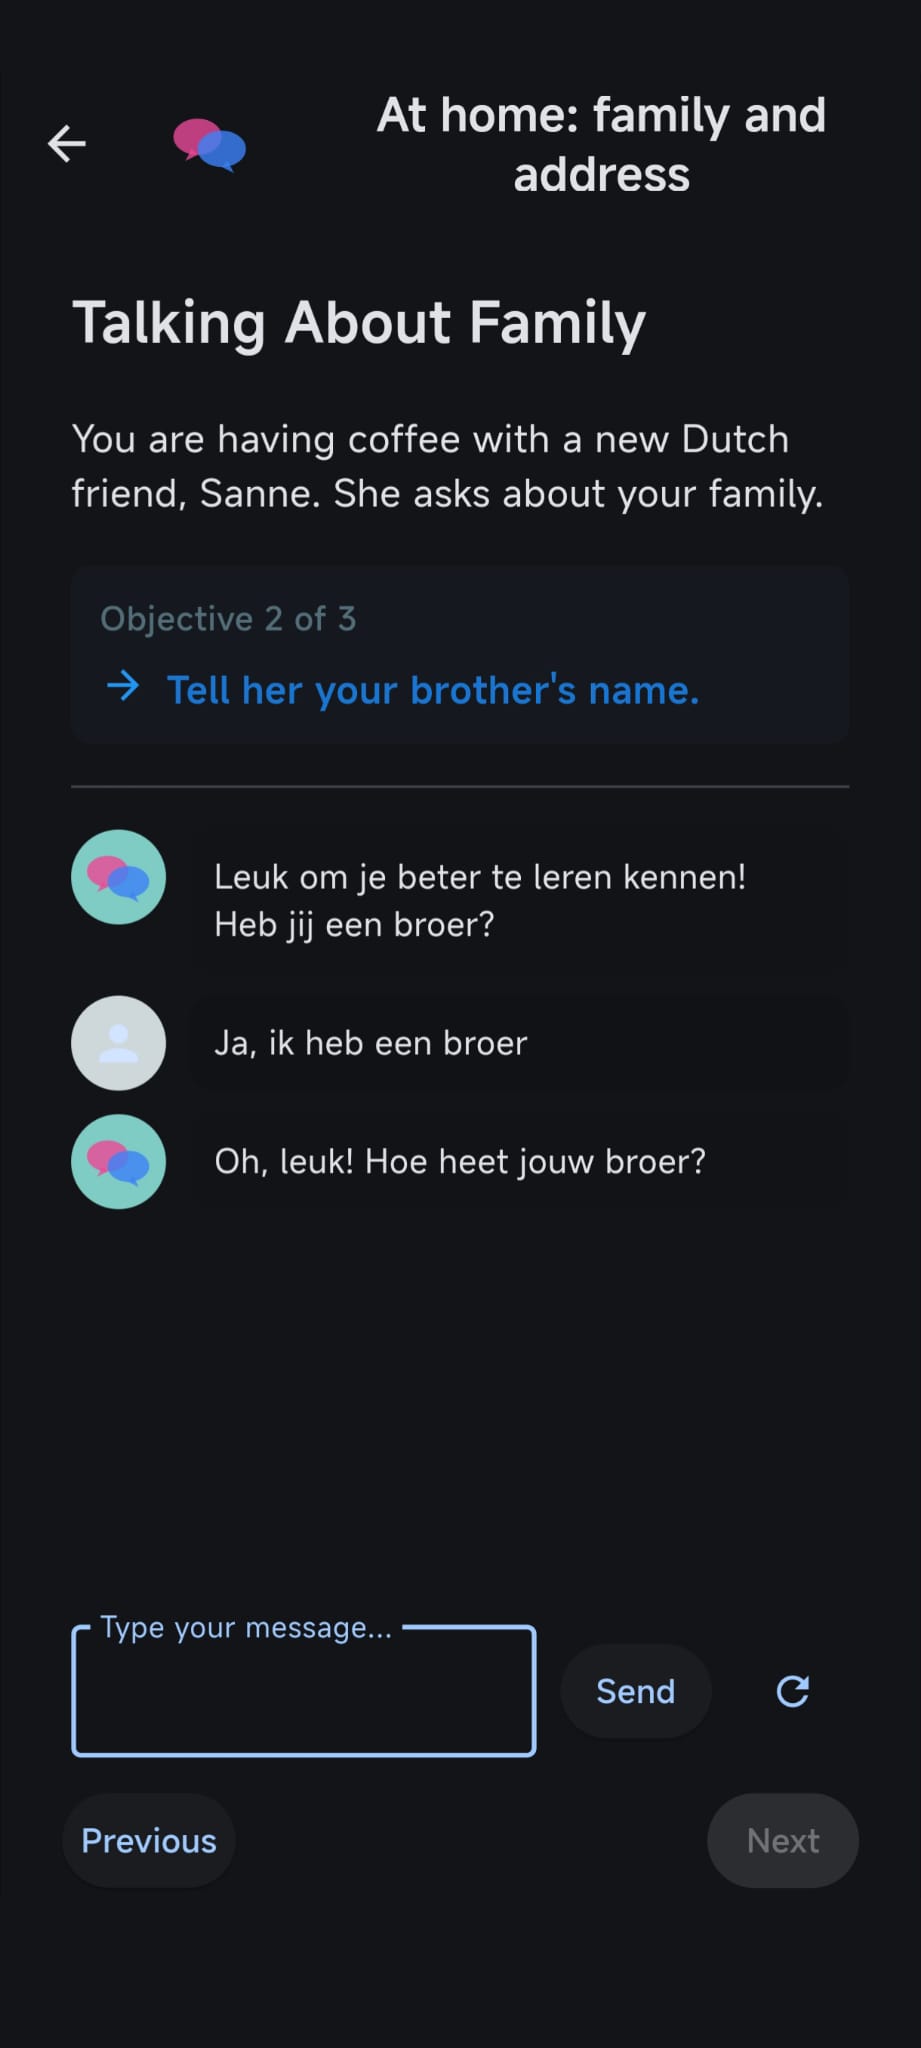 At home: family and
address
Talking About Family
You are having coffee with a new Dutch
friend, Sanne. She asks about your family.
Objective 2 of 3
→ Tell her your brother's name.
Leuk om je beter te leren kennen!
Heb jij een broer?
Ja, ik heb een broer
Oh, leuk! Hoe heet jouw broer?
Type your message...
Send
Previous
Next